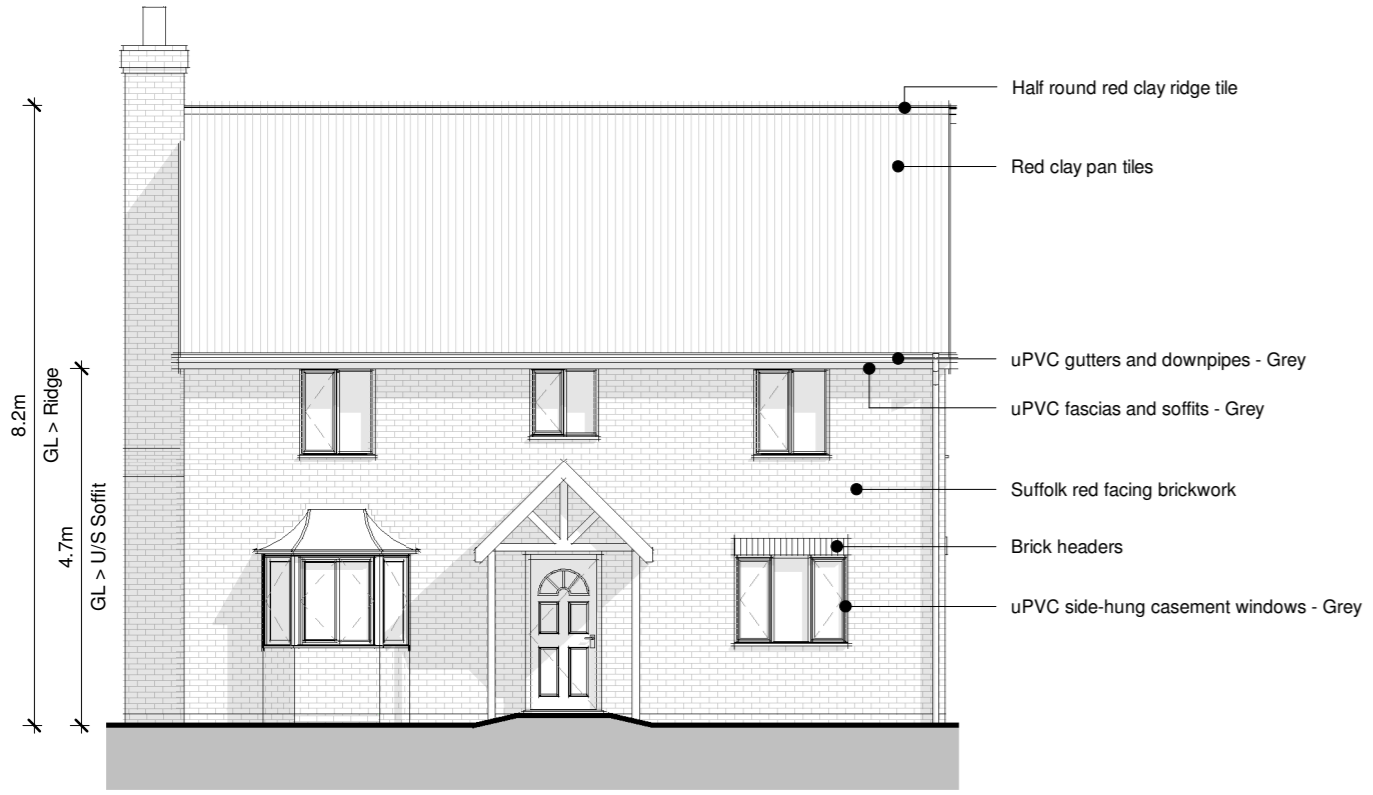 Half round red clay ridge tile
Red clay pan tiles
uPVC gutters and downpipes - Grey
uPVC fascias and soffits - Grey
Suffolk red facing brickwork
Brick headers
uPVC side-hung casement windows - Grey
8.2m
GL > Ridge
4.7m
GL > U/S Soffit